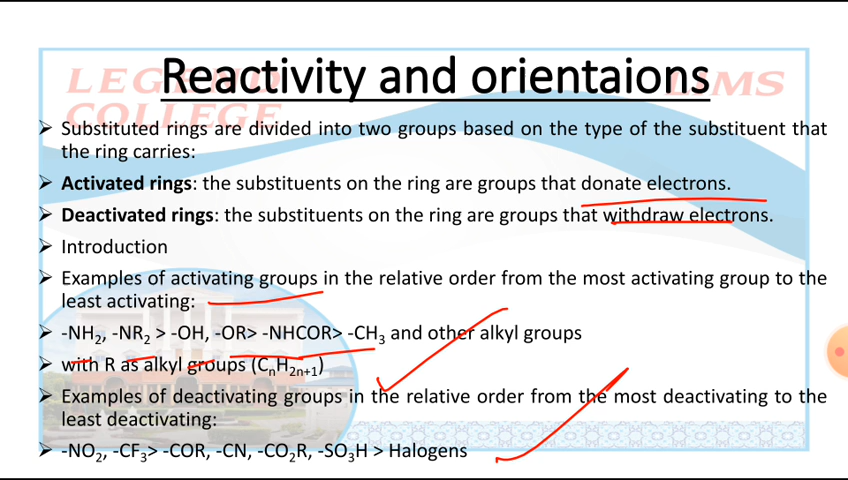 LEGEND COLLEGE LIMS
Reactivity and orientaions
➤ Substituted rings are divided into two groups based on the type of the substituent that
the ring carries:
➤ Activated rings: the substituents on the ring are groups that donate electrons.
➤ Deactivated rings: the substituents on the ring are groups that withdraw electrons.
➤ Introduction
➤ Examples of activating groups in the relative order from the most activating group to the
least activating:
➤ -NH₂, -NR₂ > -OH, -OR> -NHCOR> -CH₃ and other alkyl groups
➤ with R as alkyl groups (CₙH₂ₙ₊₁)
➤ Examples of deactivating groups in the relative order from the most deactivating to the
least deactivating:
➤ -NO₂, -CF₃> -COR, -CN, -CO₂R, -SO₃H > Halogens